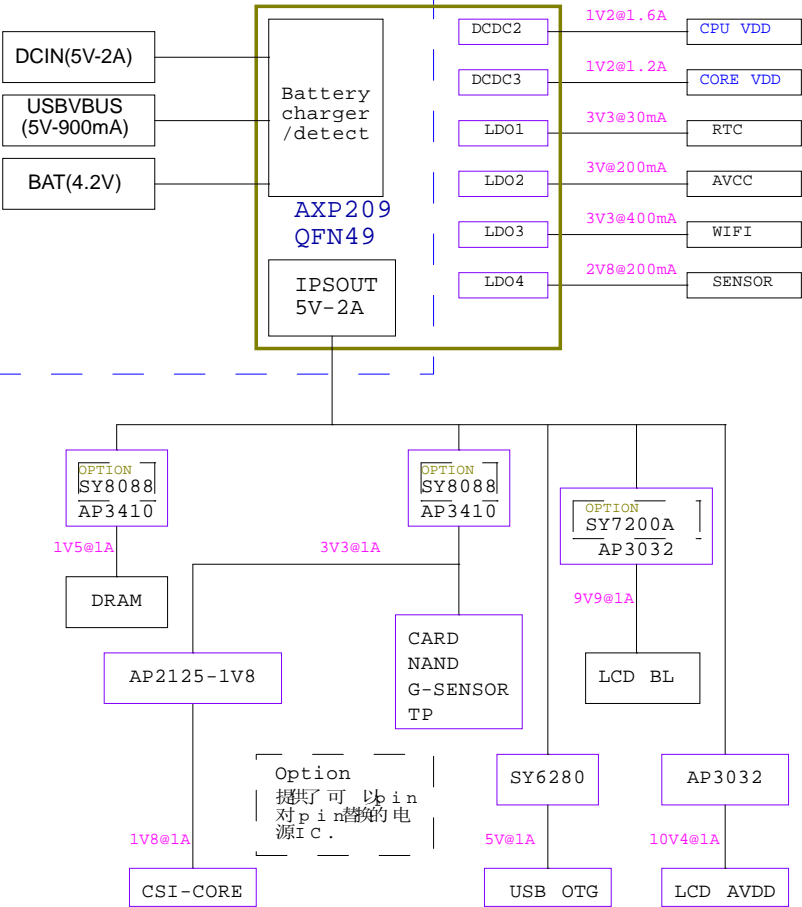 DCIN(5V-2A)
USBVBUS
(5V-900mA)
BAT(4.2V)
Battery
charger
/detect
AXP209
QFN49
IPSOUT
5V-2A
DCDC2
1V2@1.6A
CPU VDD
DCDC3
1V2@1.2A
CORE VDD
LDO1
3V3@30mA
RTC
LDO2
3V@200mA
AVCC
LDO3
3V3@400mA
WIFI
LDO4
2V8@200mA
SENSOR
OPTION
SY8088
AP3410
1V5@1A
DRAM
OPTION
SY8088
AP3410
3V3@1A
CARD
NAND
G-SENSOR
TP
AP2125-1V8
1V8@1A
CSI-CORE
OPTION
SY7200A
AP3032
9V9@1A
LCD BL
Option
提供了可以pin
对pin替换的电
源IC.
SY6280
5V@1A
USB OTG
AP3032
10V4@1A
LCD AVDD